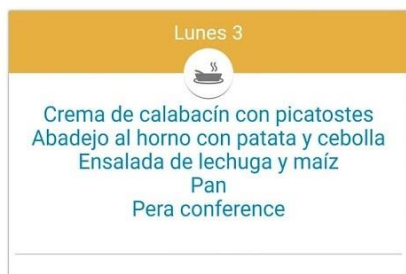 Lunes 3
Crema de calabacín con picatostes
Abadejo al horno con patata y cebolla
Ensalada de lechuga y maíz
Pan
Pera conference